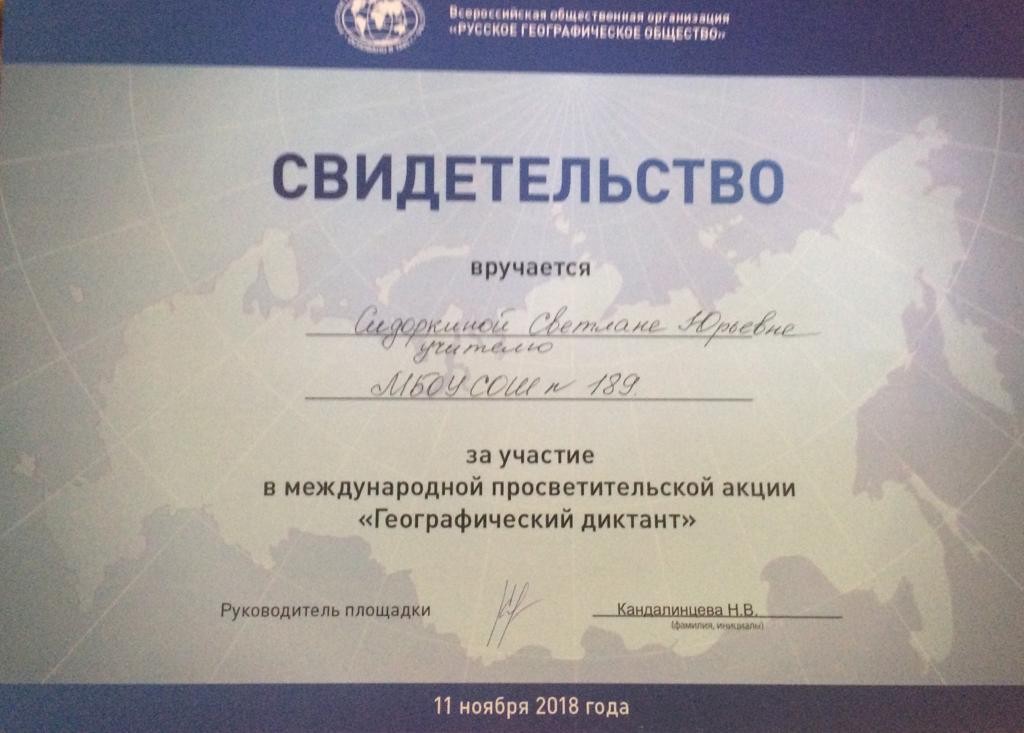 Всероссийская общественная организация
«РУССКОЕ ГЕОГРАФИЧЕСКОЕ ОБЩЕСТВО»
СВИДЕТЕЛЬСТВО
вручается
Сидоркиной Светлане Юрьевне
учителю
МБОУ СОШ № 189.
за участие
в международной просветительской акции
«Географический диктант»
Руководитель площадки
Кандалинцева Н.В.
(фамилия, инициалы)
11 ноября 2018 года